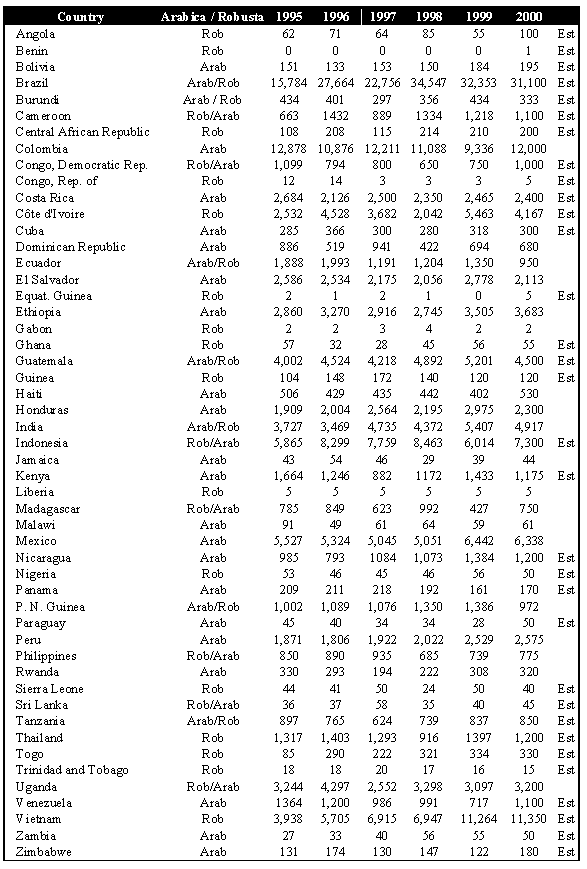 Country Arabica / Robusta 1995 1996 1997 1998 1999 2000
Angola Rob 62 71 64 85 55 100 Est
Benin Rob 0 0 0 0 0 1 Est
Bolivia Arab 151 133 153 150 184 195 Est
Brazil Arab/Rob 15,784 27,664 22,756 34,547 32,353 31,100 Est
Burundi Arab / Rob 434 401 297 356 434 333 Est
Cameroon Rob/Arab 663 1432 889 1334 1,218 1,100 Est
Central African Republic Rob 108 208 115 214 210 200 Est
Colombia Arab 12,878 10,876 12,211 11,088 9,336 12,000
Congo, Democratic Rep. Rob/Arab 1,099 794 800 650 750 1,000 Est
Congo, Rep. of Rob 12 14 3 3 3 5 Est
Costa Rica Arab 2,684 2,126 2,500 2,350 2,465 2,400 Est
Côte d'Ivoire Rob 2,532 4,528 3,682 2,042 5,463 4,167 Est
Cuba Arab 285 366 300 280 318 300 Est
Dominican Republic Arab 886 519 941 422 694 680
Ecuador Arab/Rob 1,888 1,993 1,191 1,204 1,350 950
El Salvador Arab 2,586 2,534 2,175 2,056 2,778 2,113
Equat. Guinea Rob 2 1 2 1 0 5 Est
Ethiopia Arab 2,860 3,270 2,916 2,745 3,505 3,683
Gabon Rob 2 2 3 4 2 2
Ghana Rob 57 32 28 45 56 55 Est
Guatemala Arab/Rob 4,002 4,524 4,218 4,892 5,201 4,500 Est
Guinea Rob 104 148 172 140 120 120 Est
Haiti Arab 506 429 435 442 402 530
Honduras Arab 1,909 2,004 2,564 2,195 2,975 2,300
India Arab/Rob 3,727 3,469 4,735 4,372 5,407 4,917
Indonesia Rob/Arab 5,865 8,299 7,759 8,463 6,014 7,300 Est
Jamaica Arab 43 54 46 29 39 44
Kenya Arab 1,664 1,246 882 1172 1,433 1,175 Est
Liberia Rob 5 5 5 5 5 5
Madagascar Rob/Arab 785 849 623 992 427 750
Malawi Arab 91 49 61 64 59 61
Mexico Arab 5,527 5,324 5,045 5,051 6,442 6,338
Nicaragua Arab 985 793 1084 1,073 1,384 1,200 Est
Nigeria Rob 53 46 45 46 56 50 Est
Panama Arab 209 211 218 192 161 170 Est
P. N. Guinea Arab/Rob 1,002 1,089 1,076 1,350 1,386 972
Paraguay Arab 45 40 34 34 28 50 Est
Peru Arab 1,871 1,806 1,922 2,022 2,529 2,575
Philippines Rob/Arab 850 890 935 685 739 775
Rwanda Arab 330 293 194 222 308 320
Sierra Leone Rob 44 41 50 24 50 40 Est
Sri Lanka Rob/Arab 36 37 58 35 40 45 Est
Tanzania Arab/Rob 897 765 624 739 837 850 Est
Thailand Rob 1,317 1,403 1,293 916 1397 1,200 Est
Togo Rob 85 290 222 321 334 330 Est
Trinidad and Tobago Rob 18 18 20 17 16 15 Est
Uganda Rob/Arab 3,244 4,297 2,552 3,298 3,097 3,200
Venezuela Arab 1364 1,200 986 991 717 1,100 Est
Vietnam Rob 3,938 5,705 6,915 6,947 11,264 11,350 Est
Zambia Arab 27 33 40 56 55 50 Est
Zimbabwe Arab 131 174 130 147 122 180 Est